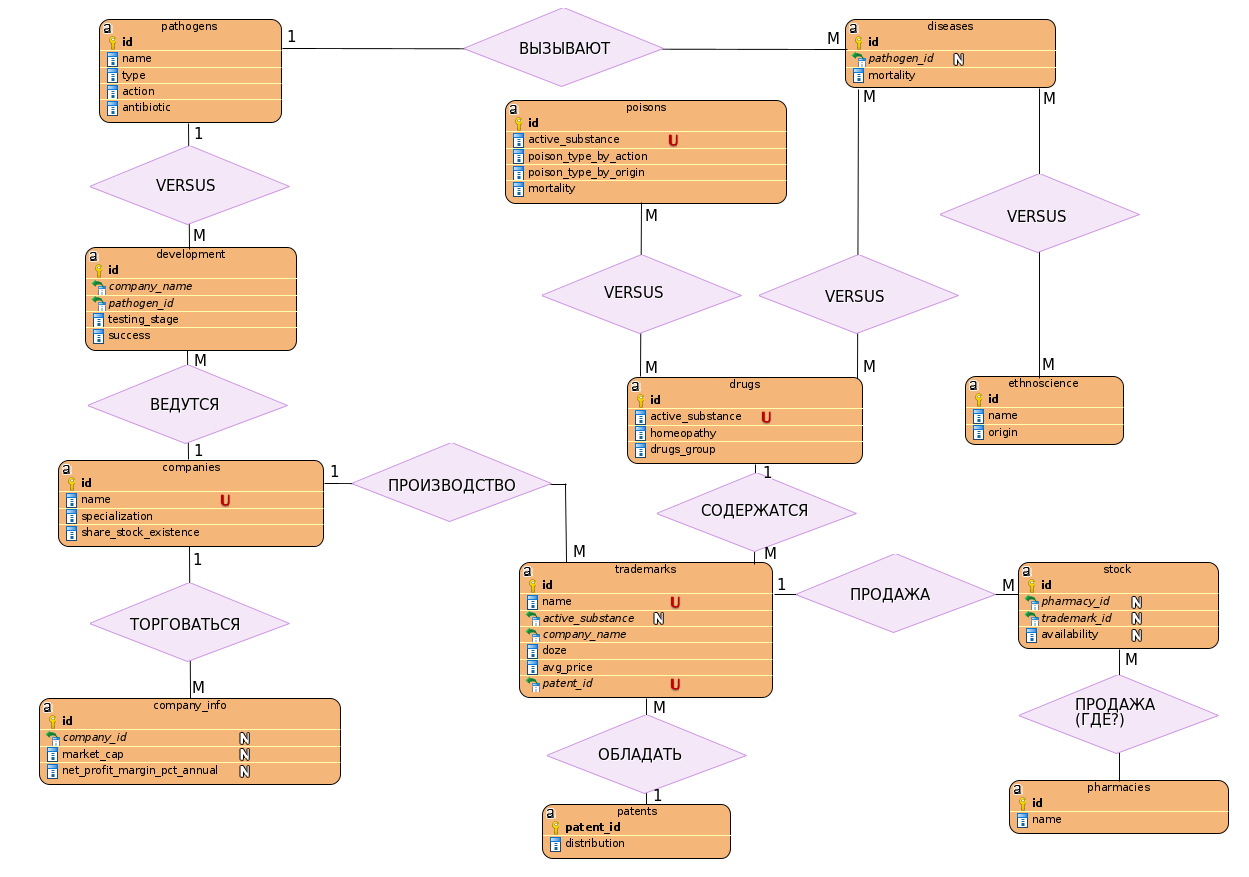 pathogens
id
name
type
action
antibiotic
1
ВЫЗЫВАЮТ
M
diseases
id
pathogen_id N
mortality
poisons
id
active_substance U
poison_type_by_action
poison_type_by_origin
mortality
1
VERSUS
M
M
VERSUS
M
M
VERSUS
M
M
VERSUS
M
development
id
company_name
pathogen_id
testing_stage
success
drugs
id
active_substance U
homeopathy
drugs_group
ethnoscience
id
name
origin
M
ВЕДУТСЯ
1
companies
id
name U
specialization
share_stock_existence
1
ПРОИЗВОДСТВО
M
1
СОДЕРЖАТСЯ
M
1
ТОРГОВАТЬСЯ
M
trademarks
id
name U
active_substance N
company_name
doze
avg_price
patent_id U
1
ПРОДАЖА
M
stock
id
pharmacy_id N
trademark_id N
availability N
company_info
id
company_id N
market_cap N
net_profit_margin_pct_annual N
M
ОБЛАДАТЬ
1
patents
patent_id
distribution
M
ПРОДАЖА
(ГДЕ?)
pharmacies
id
name